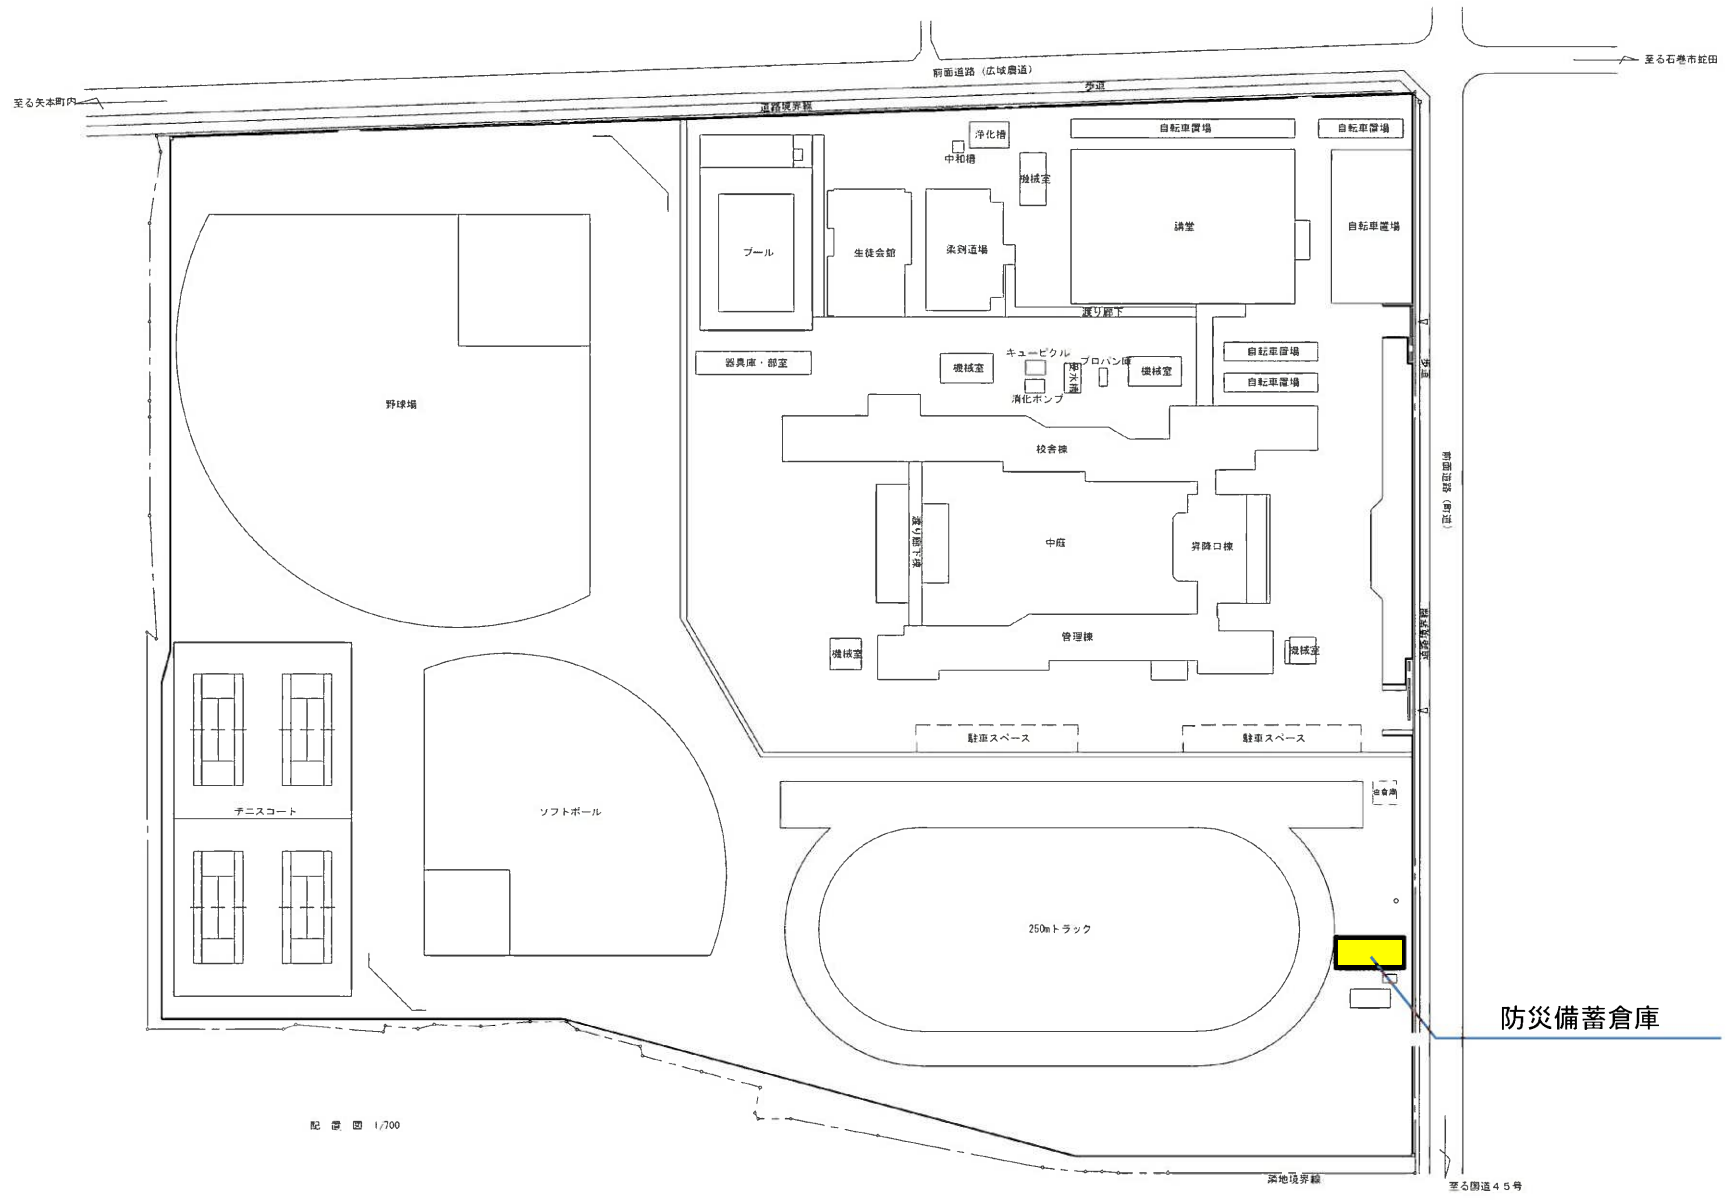 前面道路（広域農道）
至る石巻市蛇田
至る矢本町内
歩道
道路境界線
浄化槽
自転車置場
自転車置場
中和槽
機械室
講堂
自転車置場
プール
生徒会館
柔剣道場
渡り廊下
キュービクル
プロパン庫
自転車置場
器具庫・部室
機械室
受水槽
機械室
歩道
自転車置場
消化ポンプ
野球場
校舎棟
前面道路（町道）
渡り廊下棟
中庭
昇降口棟
管理棟
道路境界線
機械室
機械室
駐車スペース
駐車スペース
テニスコート
ソフトボール
250mトラック
防災備蓄倉庫
配置図 1/700
隣地境界線
至る国道４５号